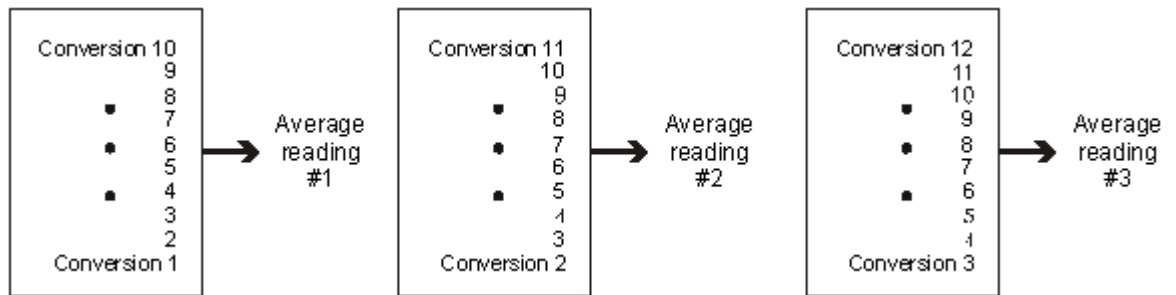 Conversion 10
9
8
7
6
5
4
3
2
Conversion 1
Average
reading
#1
Conversion 11
10
9
8
7
6
5
4
3
Conversion 2
Average
reading
#2
Conversion 12
11
10
9
8
7
6
5
4
Conversion 3
Average
reading
#3